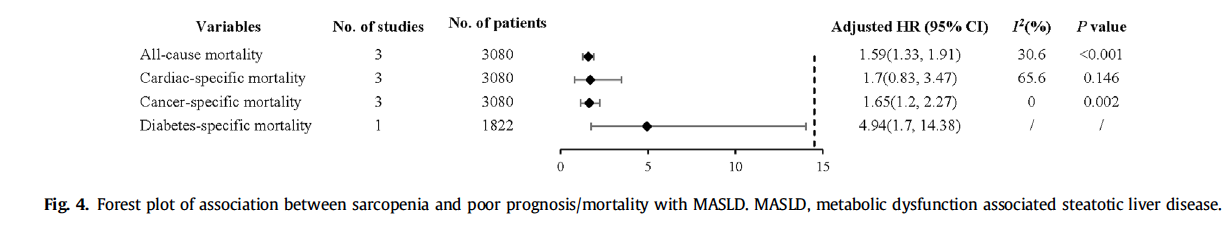 Variables No. of studies No. of patients Adjusted HR (95% CI) I²(%) P value
All-cause mortality 3 3080 1.59(1.33, 1.91) 30.6 <0.001
Cardiac-specific mortality 3 3080 1.7(0.83, 3.47) 65.6 0.146
Cancer-specific mortality 3 3080 1.65(1.2, 2.27) 0 0.002
Diabetes-specific mortality 1 1822 4.94(1.7, 14.38) / /
0 5 10 15
Fig. 4. Forest plot of association between sarcopenia and poor prognosis/mortality with MASLD. MASLD, metabolic dysfunction associated steatotic liver disease.